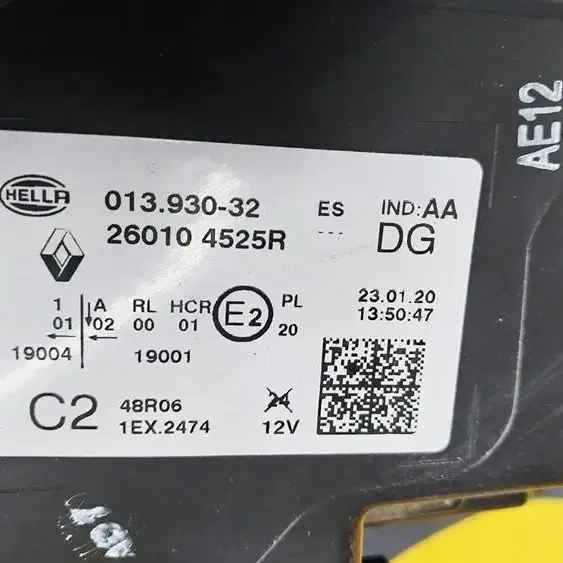 AE12
HELLA
013.930-32 ES IND:AA
26010 4525R --- DG
1 A RL HCR E2 PL 23.01.20
01 02 00 01 20 13:50:47
19004 19001
C2 48R06 24
1EX.2474 12V